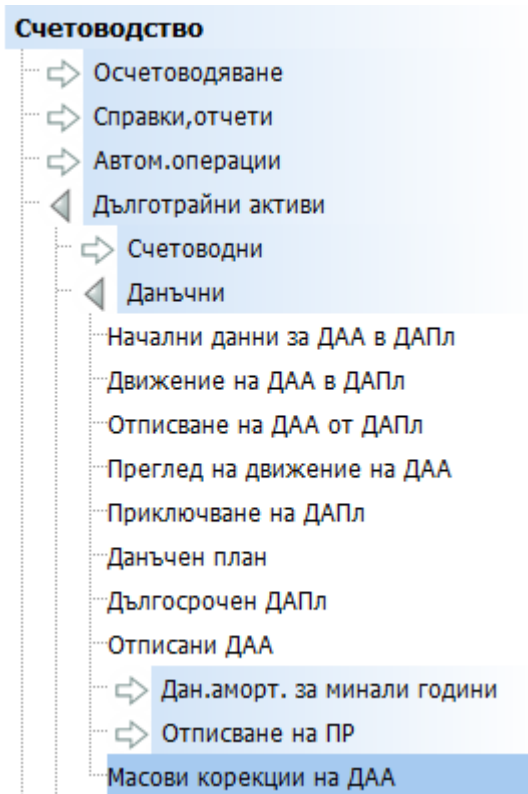 Счетоводство
Осчетоводяване
Справки,отчети
Автом.операции
Дълготрайни активи
Счетоводни
Данъчни
Начални данни за ДАА в ДАПл
Движение на ДАА в ДАПл
Отписване на ДАА от ДАПл
Преглед на движение на ДАА
Приключване на ДАПл
Данъчен план
Дългосрочен ДАПл
Отписани ДАА
Дан.аморт. за минали години
Отписване на ПР
Масови корекции на ДАА